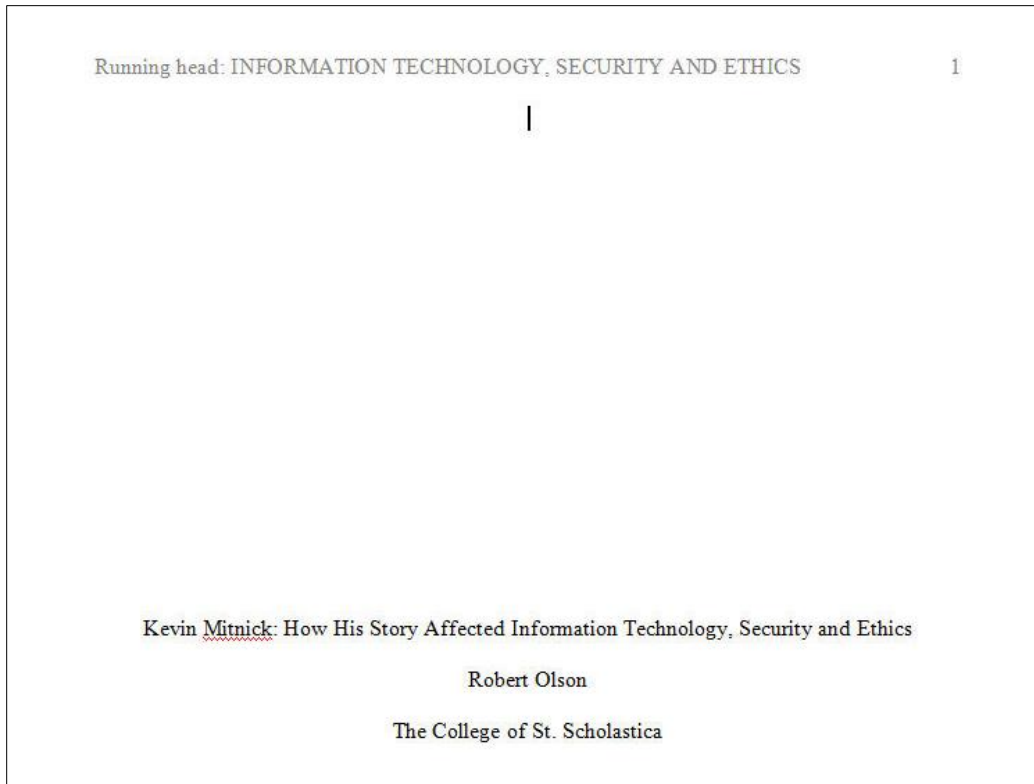 Running head: INFORMATION TECHNOLOGY, SECURITY AND ETHICS 1
Kevin Mitnick: How His Story Affected Information Technology, Security and Ethics
Robert Olson
The College of St. Scholastica